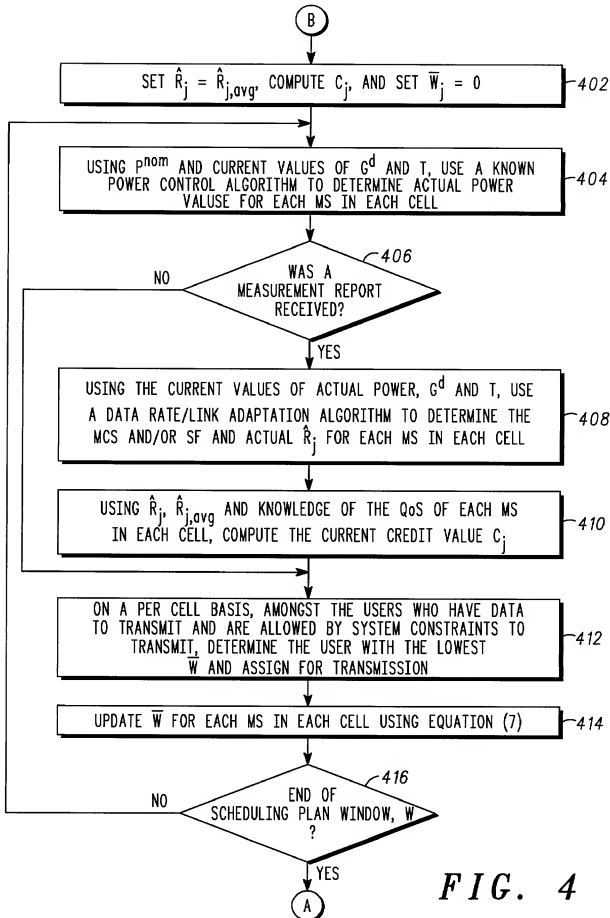 B
SET R̂j = R̂j,avg, COMPUTE Cj, AND SET W̅j = 0
402
USING Pnom AND CURRENT VALUES OF Gd AND T, USE A KNOWN
POWER CONTROL ALGORITHM TO DETERMINE ACTUAL POWER
VALUSE FOR EACH MS IN EACH CELL
404
406
NO
WAS A
MEASUREMENT REPORT
RECEIVED?
YES
USING THE CURRENT VALUES OF ACTUAL POWER, Gd AND T, USE
A DATA RATE/LINK ADAPTATION ALGORITHM TO DETERMINE THE
MCS AND/OR SF AND ACTUAL R̂j FOR EACH MS IN EACH CELL
408
USING R̂j, R̂j,avg AND KNOWLEDGE OF THE QoS OF EACH MS
IN EACH CELL, COMPUTE THE CURRENT CREDIT VALUE Cj
410
ON A PER CELL BASIS, AMONGST THE USERS WHO HAVE DATA
TO TRANSMIT AND ARE ALLOWED BY SYSTEM CONSTRAINTS TO
TRANSMIT, DETERMINE THE USER WITH THE LOWEST
W̅ AND ASSIGN FOR TRANSMISSION
412
UPDATE W̅ FOR EACH MS IN EACH CELL USING EQUATION (7)
414
416
NO
END OF
SCHEDULING PLAN WINDOW, W
?
YES
A
FIG. 4